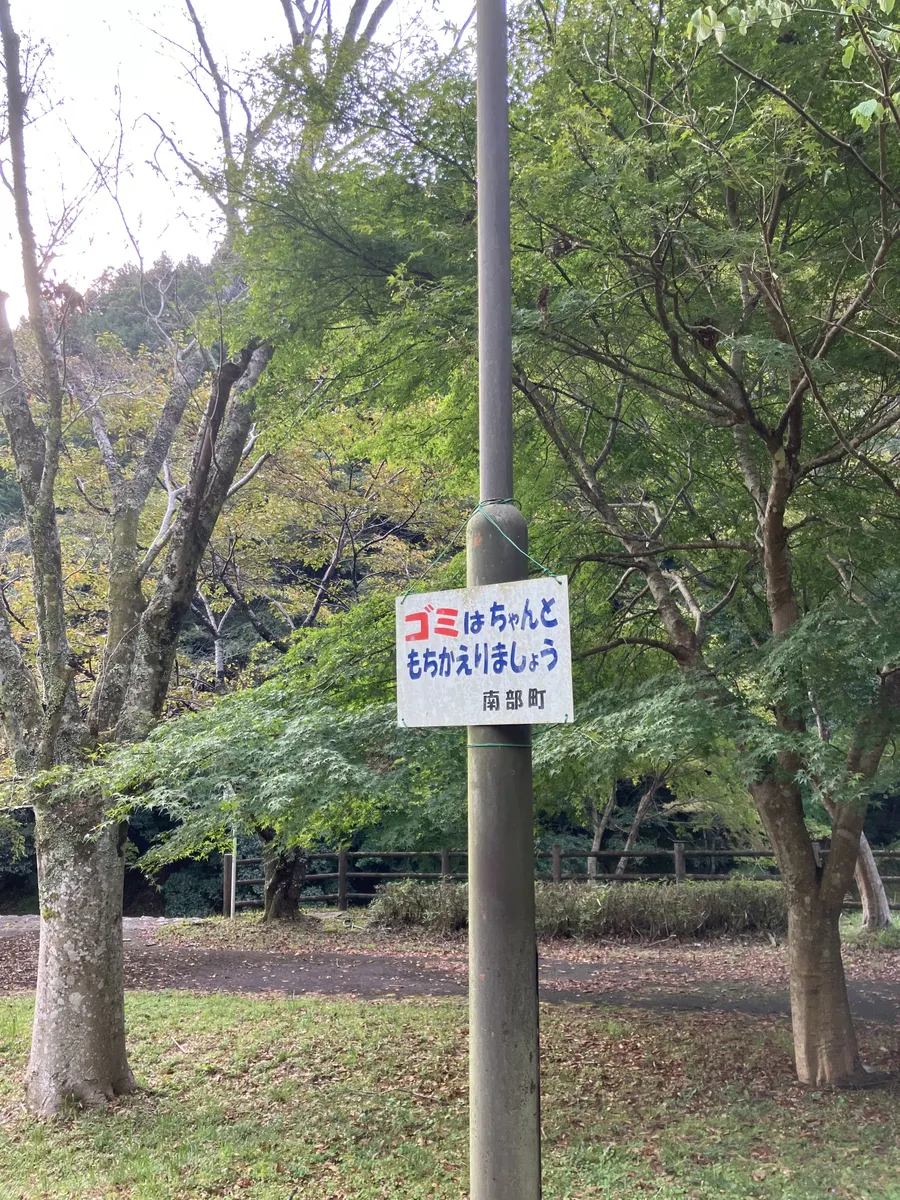 ゴミはちゃんと
もちかえりましょう
南部町